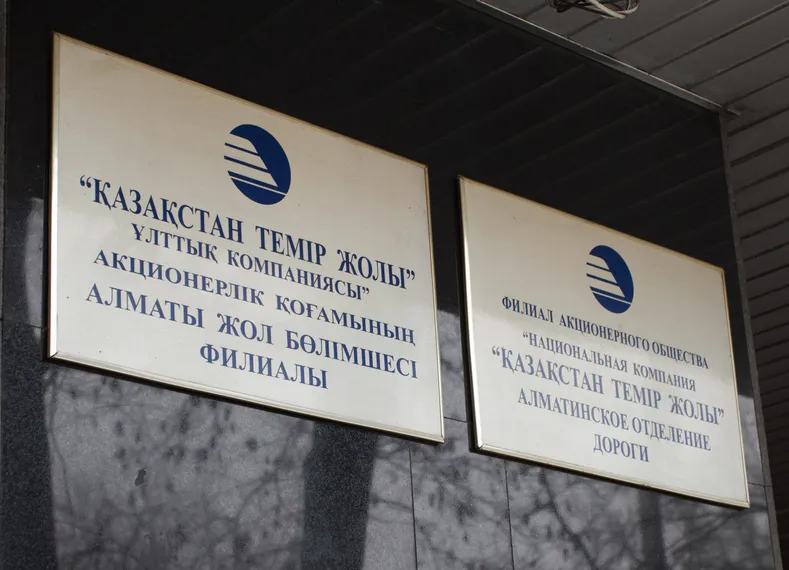 “ҚАЗАҚСТАН ТЕМІР ЖОЛЫ”
ҰЛТТЫҚ КОМПАНИЯСЫ”
АКЦИОНЕРЛІК ҚОҒАМЫНЫҢ
АЛМАТЫ ЖОЛ БӨЛІМШЕСІ
ФИЛИАЛЫ
ФИЛИАЛ АКЦИОНЕРНОГО ОБЩЕСТВА
“НАЦИОНАЛЬНАЯ КОМПАНИЯ
“ҚАЗАҚСТАН ТЕМІР ЖОЛЫ”
АЛМАТИНСКОЕ ОТДЕЛЕНИЕ
ДОРОГИ